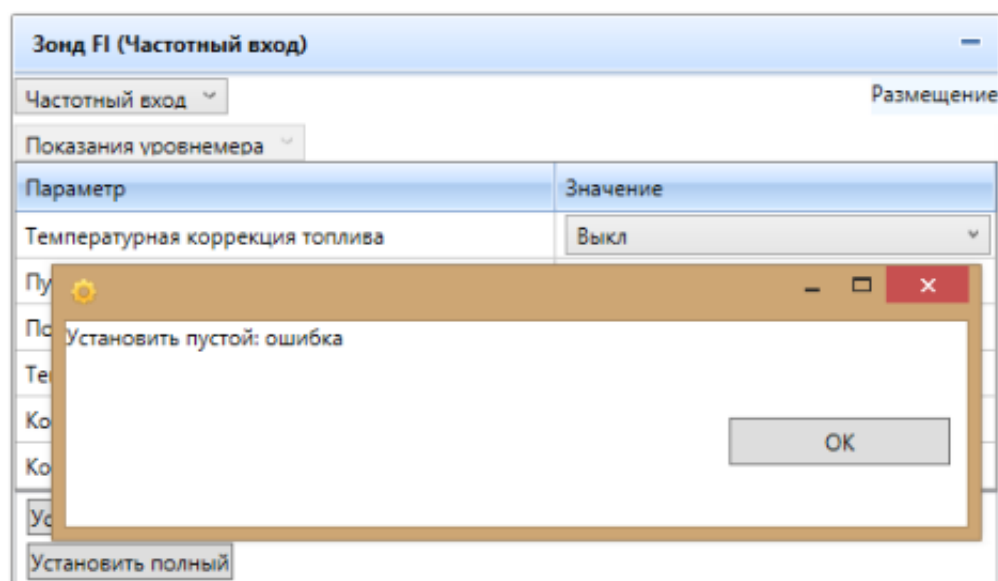 Зонд FI (Частотный вход)
Частотный вход
Размещение
Показания уровнемера
Параметр Значение
Температурная коррекция топлива Выкл
Установить пустой: ошибка
OK
Установить полный